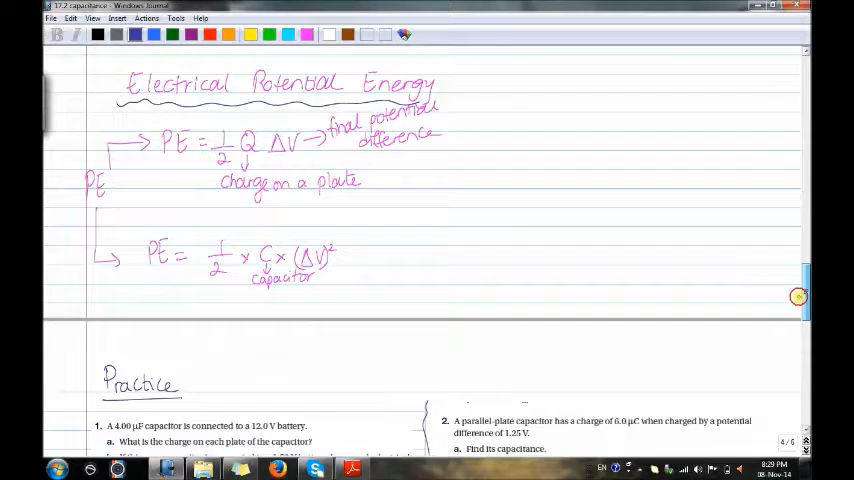 17.2 capacitance - Windows Journal
File Edit View Insert Actions Tools Help
Electrical Potential Energy
PE = 1/2 Q ΔV → final potential difference
charge on a plate
PE
PE = 1/2 × C × (ΔV)²
capacitor
Practice
1. A 4.00 μF capacitor is connected to a 12.0 V battery.
a. What is the charge on each plate of the capacitor?
2. A parallel-plate capacitor has a charge of 6.0 μC when charged by a potential
difference of 1.25 V.
a. Find its capacitance.
4/6
EN
8:29 PM
08-Nov-14